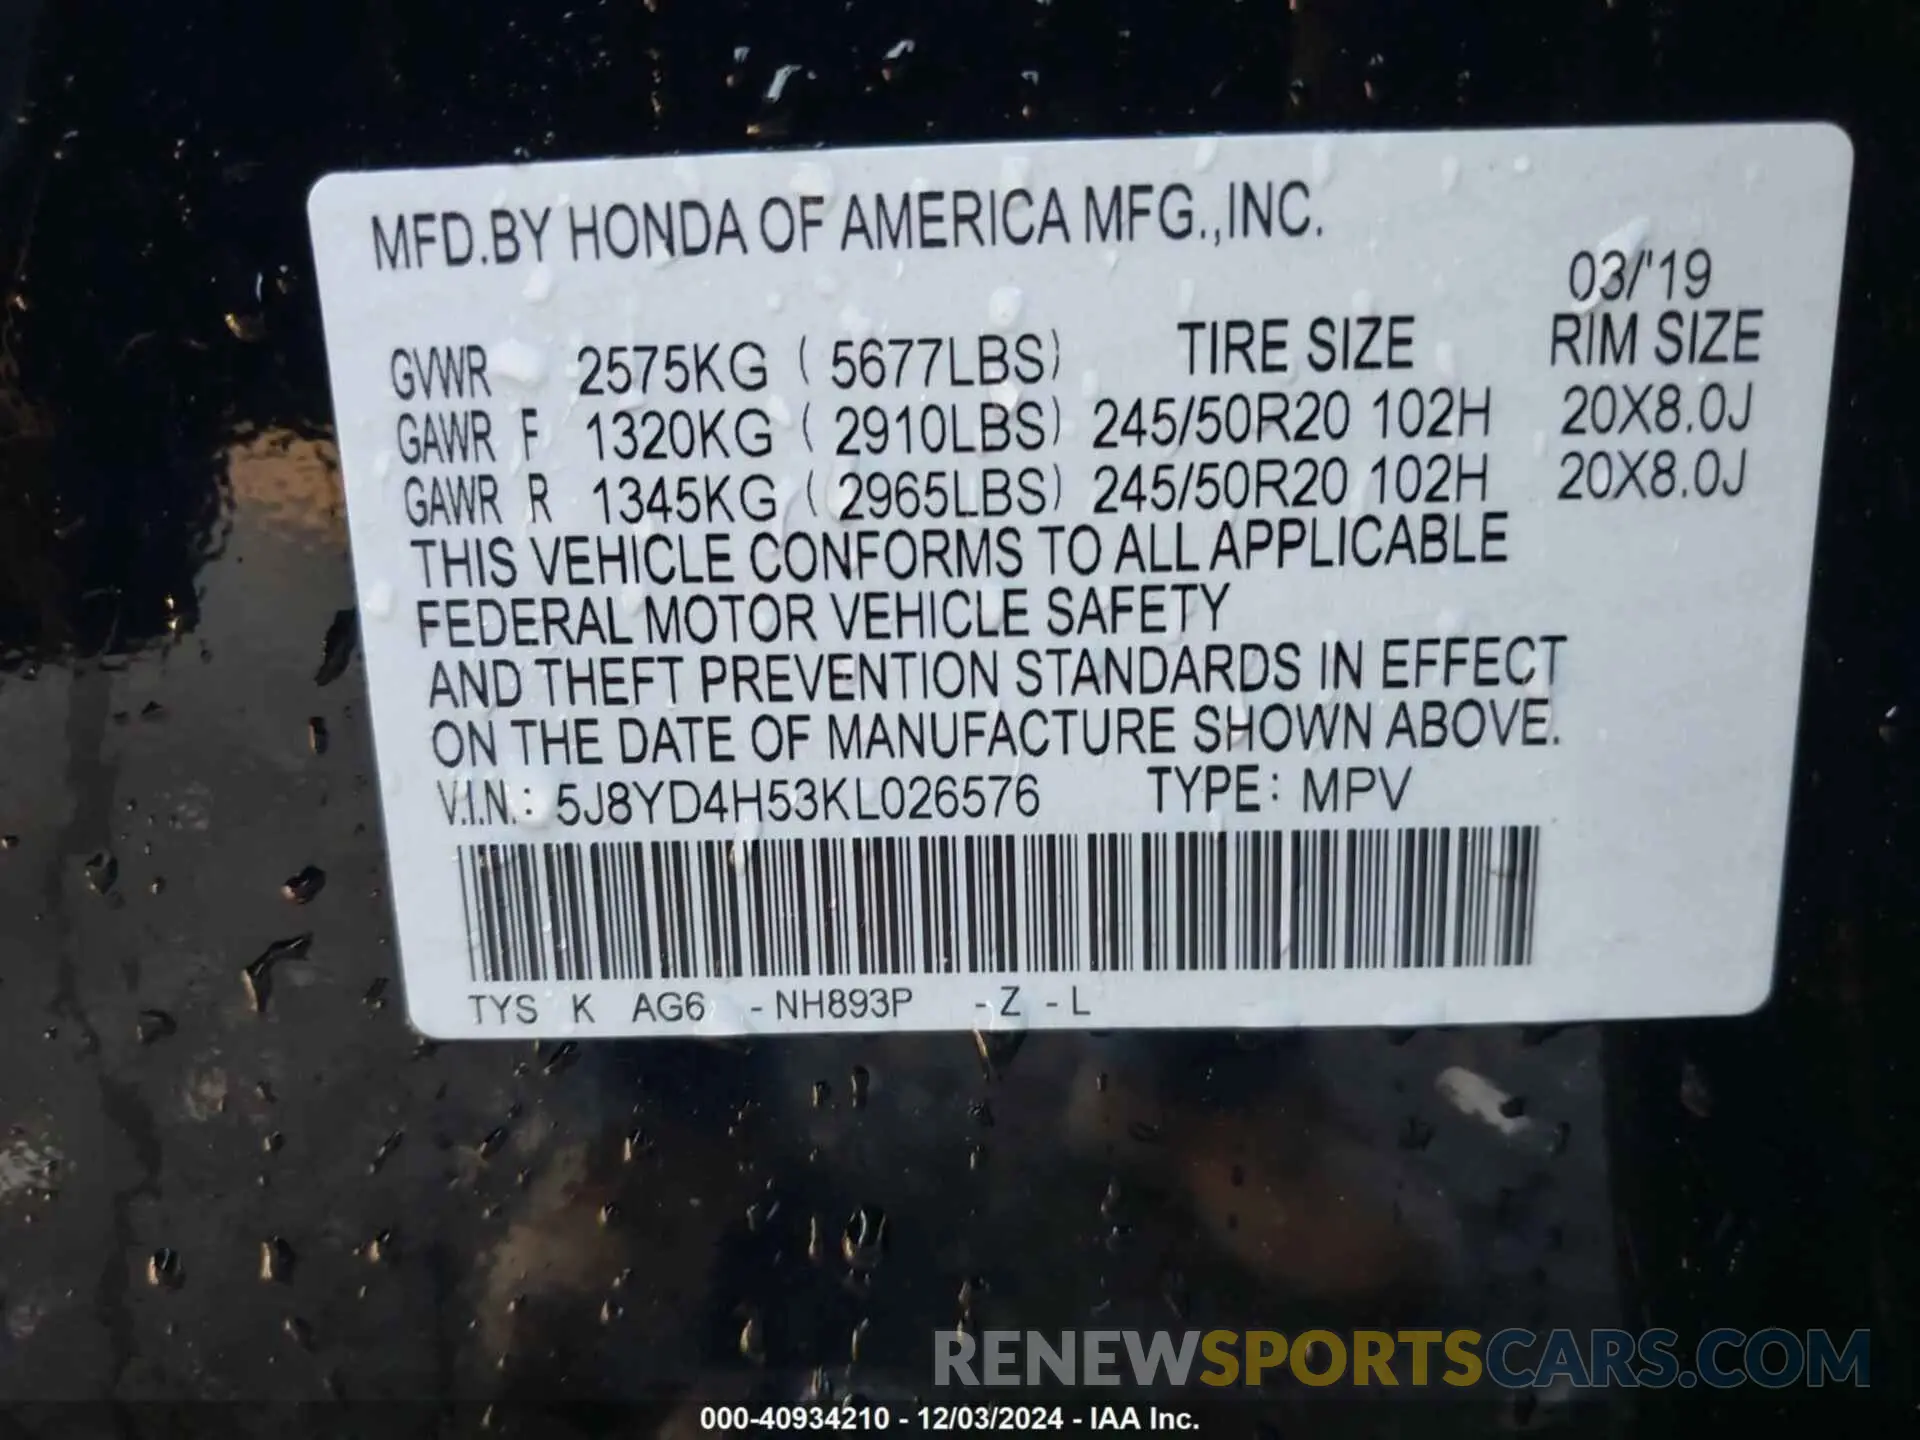 MFD.BY HONDA OF AMERICA MFG.,INC.
03/'19
GVWR 2575KG ( 5677LBS) TIRE SIZE RIM SIZE
GAWR F 1320KG ( 2910LBS) 245/50R20 102H 20X8.0J
GAWR R 1345KG ( 2965LBS) 245/50R20 102H 20X8.0J
THIS VEHICLE CONFORMS TO ALL APPLICABLE
FEDERAL MOTOR VEHICLE SAFETY
AND THEFT PREVENTION STANDARDS IN EFFECT
ON THE DATE OF MANUFACTURE SHOWN ABOVE.
V.I.N.: 5J8YD4H53KL026576 TYPE: MPV
TYS K AG6 - NH893P - Z - L
RENEWSPORTSCARS.COM
000-40934210 - 12/03/2024 - IAA Inc.